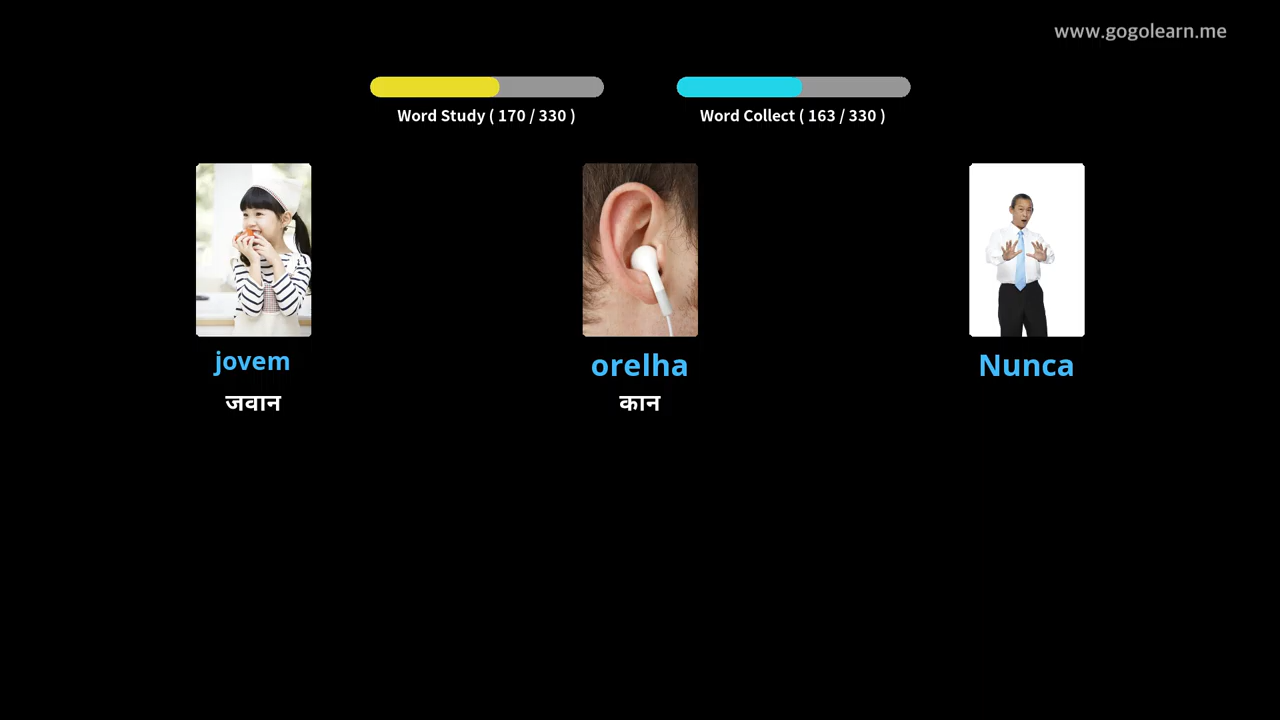 www.gogolearn.me
Word Study ( 170 / 330 )
Word Collect ( 163 / 330 )
jovem
orelha
Nunca
जवान
कान